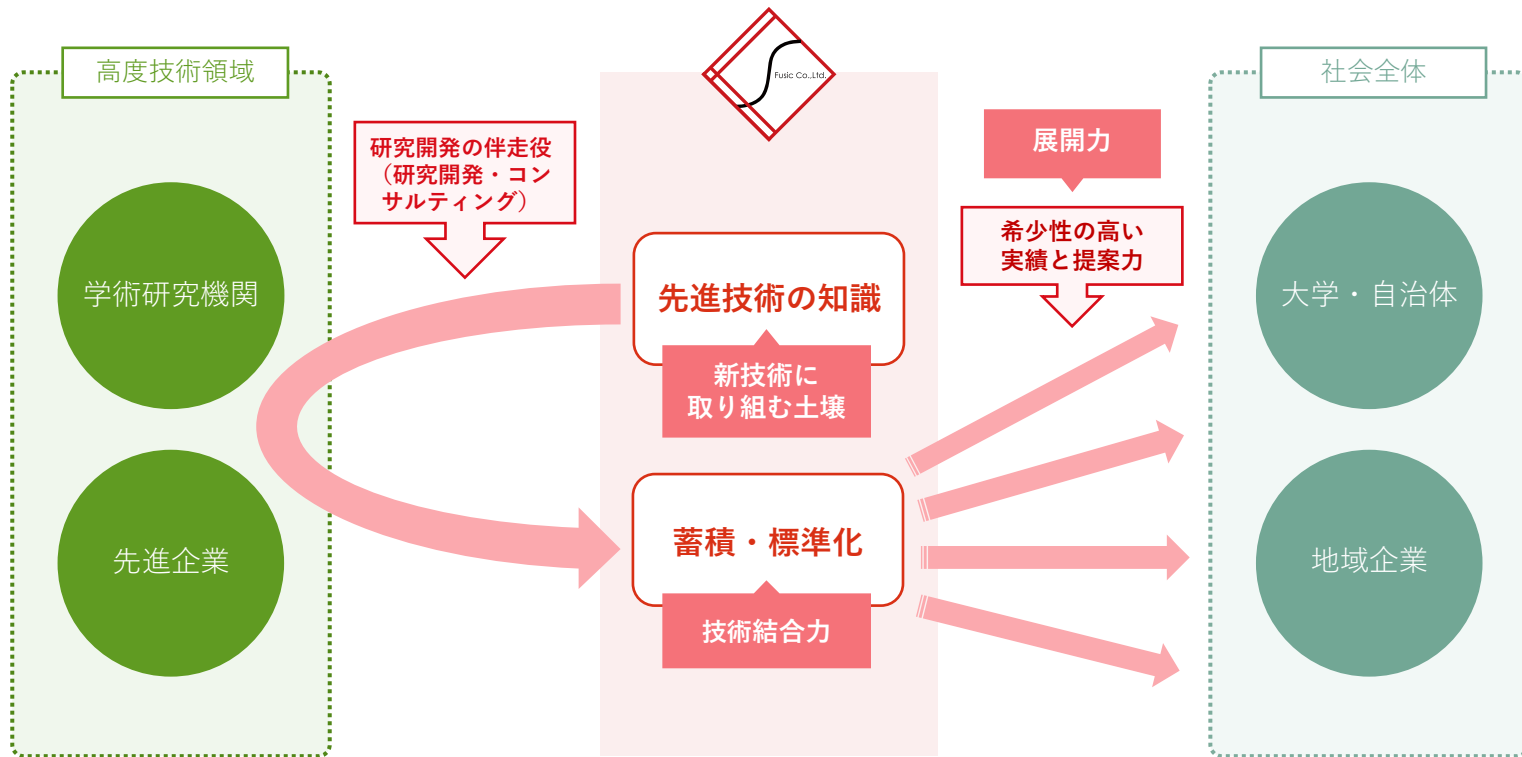 高度技術領域
学術研究機関
先進企業
研究開発の伴走役
（研究開発・コン
サルティング）
Fusic Co.,Ltd.
先進技術の知識
新技術に
取り組む土壌
蓄積・標準化
技術結合力
展開力
希少性の高い
実績と提案力
社会全体
大学・自治体
地域企業